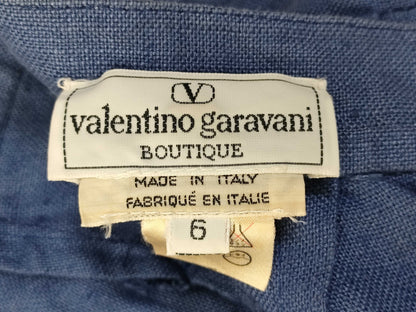 V
valentino garavani
BOUTIQUE
MADE IN ITALY
FABRIQUÉ EN ITALIE
6